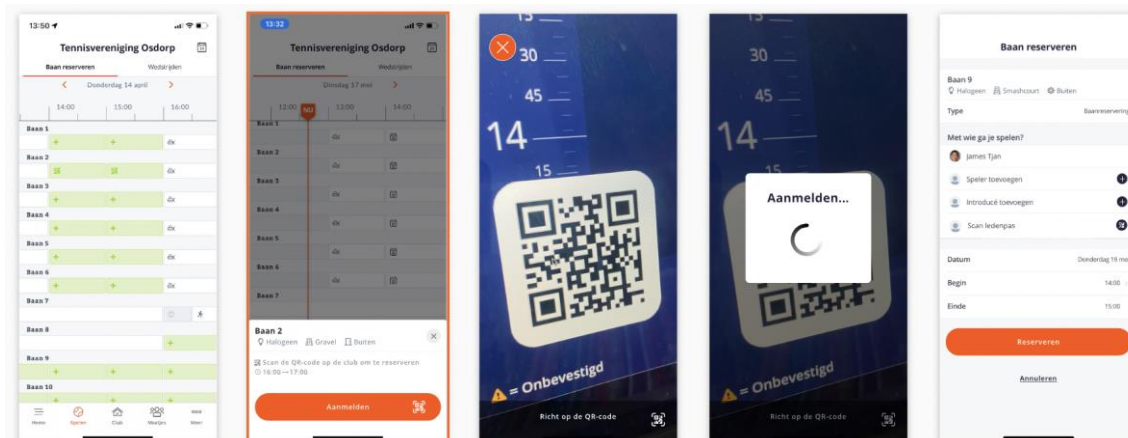 13:50
Tennisvereniging Osdorp
Baan reserveren Wedstrijden
Donderdag 14 april
14:00 15:00 16:00
Baan 1
Baan 2
Baan 3
Baan 4
Baan 5
Baan 6
Baan 7
Baan 8
Baan 9
Baan 10
Home Spelen Club Meer
13:32
Tennisvereniging Osdorp
Baan reserveren Wedstrijden
Dinsdag 17 mei
12:00 NU 13:00 14:00
Baan 1
Baan 2
Baan 3
Baan 4
Baan 5
Baan 6
Baan 7
Baan 2
Halogeen Gravel Buiten
Scan de QR-code op de club om te reserveren
16:00 — 17:00
Aanmelden
15
30
45
14
15
= Onbevestigd
Richt op de QR-code
15
30
45
14
15
Aanmelden...
= Onbevestigd
Richt op de QR-code
Baan reserveren
Baan 9
Halogeen Smashcourt Buiten
Type Baanreservering
Met wie ga je spelen?
James Tjan
Speler toevoegen
Introducé toevoegen
Scan ledenpas
Datum Donderdag 19 mei
Begin 14:00
Einde 15:00
Reserveren
Annuleren